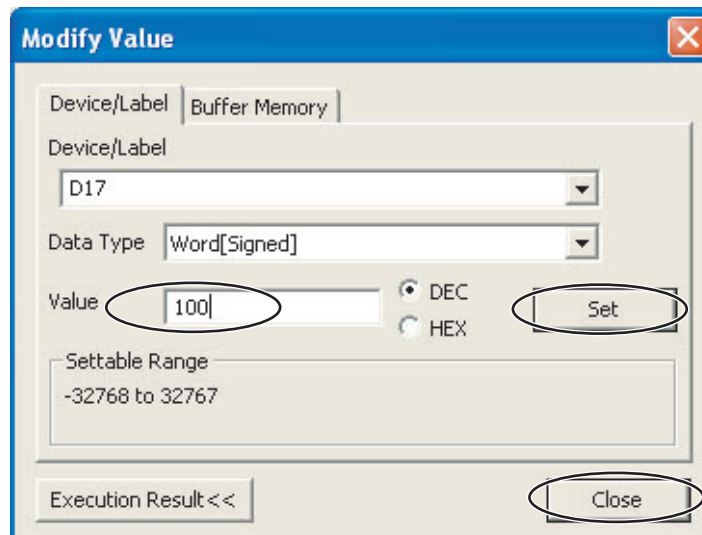 Modify Value
Device/Label Buffer Memory
Device/Label
D17
Data Type Word[Signed]
Value 100 DEC Set
HEX
Settable Range
-32768 to 32767
Execution Result<< Close